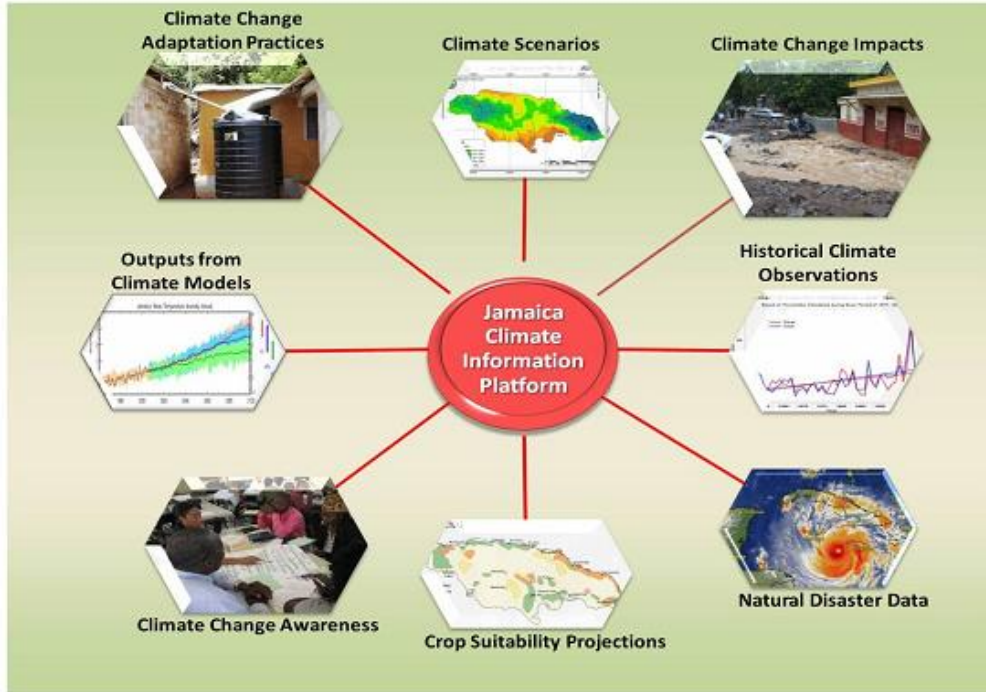 Climate Change
Adaptation Practices
Climate Scenarios
Climate Change Impacts
Outputs from
Climate Models
Jamaica
Climate
Information
Platform
Historical Climate
Observations
Climate Change Awareness
Crop Suitability Projections
Natural Disaster Data